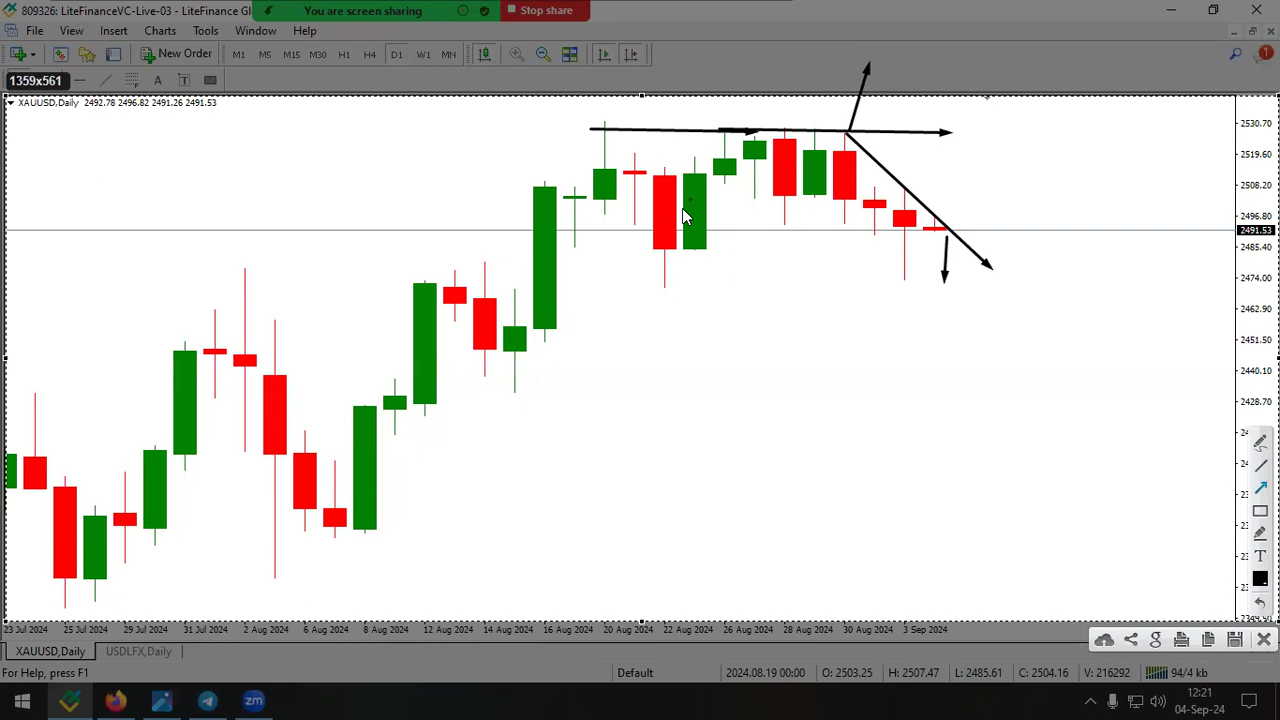 809326: LiteFinanceVC-Live-03 - LiteFinance Gl
You are screen sharing
Stop share
File View Insert Charts Tools Window Help
New Order
M1 M5 M15 M30 H1 H4 D1 W1 MN
1
1359x561
A T
XAUUSD,Daily 2492.78 2496.82 2491.26 2491.53
2530.70
2519.60
2508.20
2496.80
2491.53
2485.40
2474.00
2462.90
2451.50
2440.10
2428.70
23 Jul 2024 25 Jul 2024 29 Jul 2024 31 Jul 2024 2 Aug 2024 6 Aug 2024 8 Aug 2024 12 Aug 2024 14 Aug 2024 16 Aug 2024 20 Aug 2024 22 Aug 2024 26 Aug 2024 28 Aug 2024 30 Aug 2024 3 Sep 2024
T
g
XAUUSD,Daily USDLFX,Daily
For Help, press F1 Default 2024.08.19 00:00 O: 2503.25 H: 2507.47 L: 2485.61 C: 2504.16 V: 216292 94/4 kb
zm
12:21
04-Sep-24